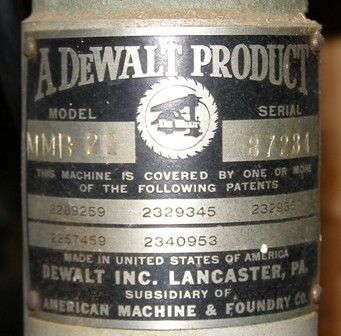 A DEWALT PRODUCT
MODEL SERIAL
87281
THIS MACHINE IS COVERED BY ONE OR MORE
OF THE FOLLOWING PATENTS
2289259 2329345
2257459 2340953
MADE IN UNITED STATES OF AMERICA
DEWALT INC. LANCASTER, PA.
SUBSIDIARY OF
AMERICAN MACHINE & FOUNDRY CO.